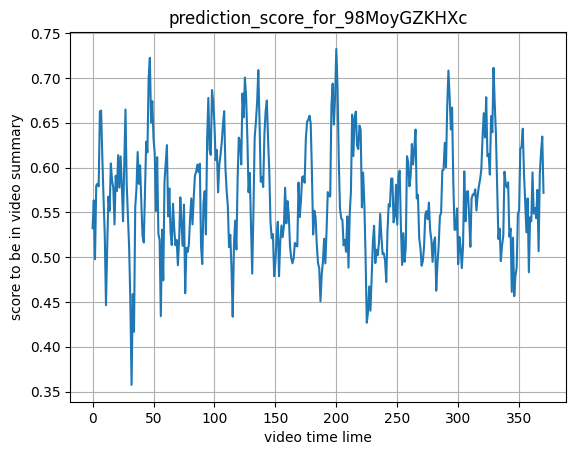 prediction_score_for_98MoyGZKHXc
score to be in video summary
0.75
0.70
0.65
0.60
0.55
0.50
0.45
0.40
0.35
0 50 100 150 200 250 300 350
video time lime